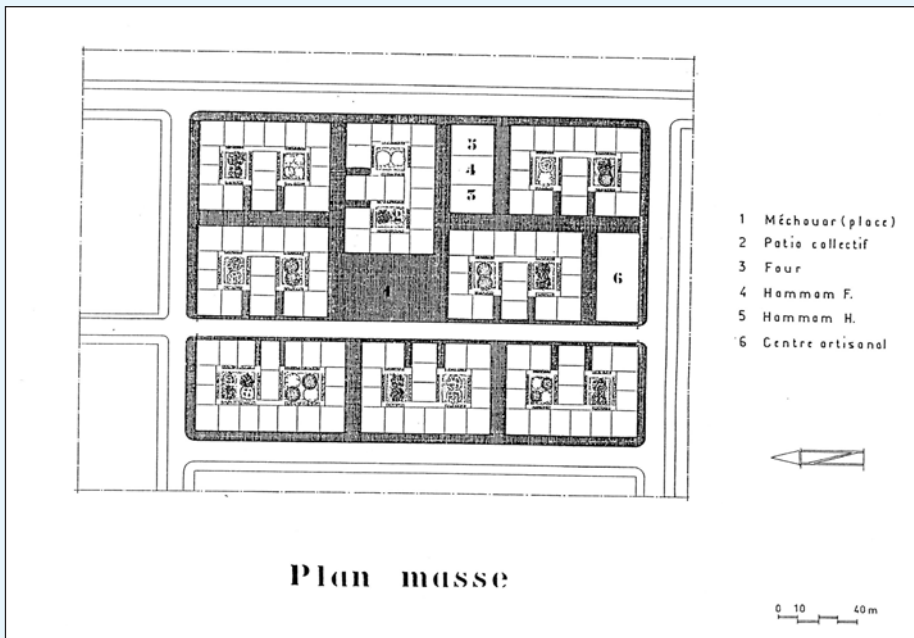 5
4
3
1
6
1 Méchouar (place)
2 Patio collectif
3 Four
4 Hammam F.
5 Hammam H.
6 Centre artisanal
Plan masse
0 10 40 m